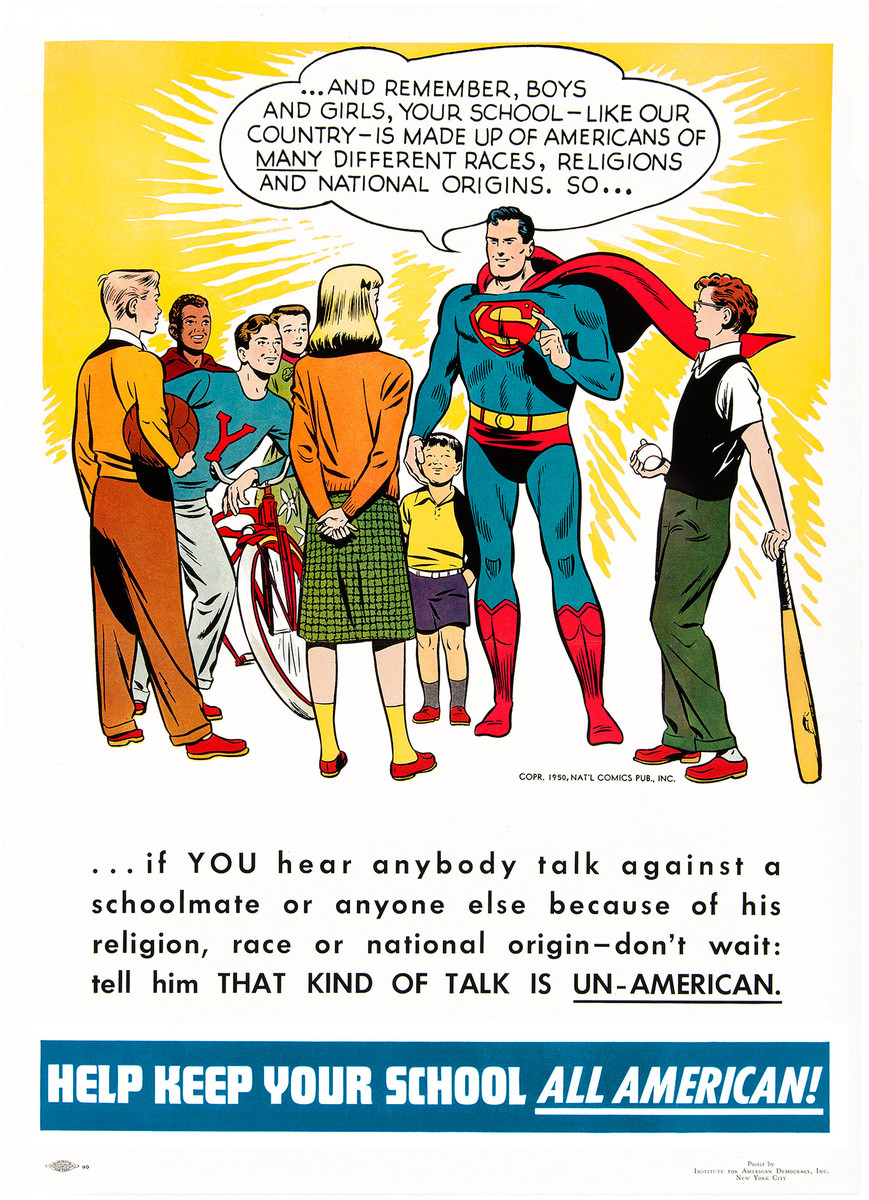 ...AND REMEMBER, BOYS
AND GIRLS, YOUR SCHOOL–LIKE OUR
COUNTRY–IS MADE UP OF AMERICANS OF
MANY DIFFERENT RACES, RELIGIONS
AND NATIONAL ORIGINS. SO...
S
Y
COPR. 1950, NAT'L COMICS PUB., INC.
...if YOU hear anybody talk against a
schoolmate or anyone else because of his
religion, race or national origin–don't wait:
tell him THAT KIND OF TALK IS UN-AMERICAN.
HELP KEEP YOUR SCHOOL ALL AMERICAN!
Poster by
INSTITUTE FOR AMERICAN DEMOCRACY, INC.
NEW YORK CITY